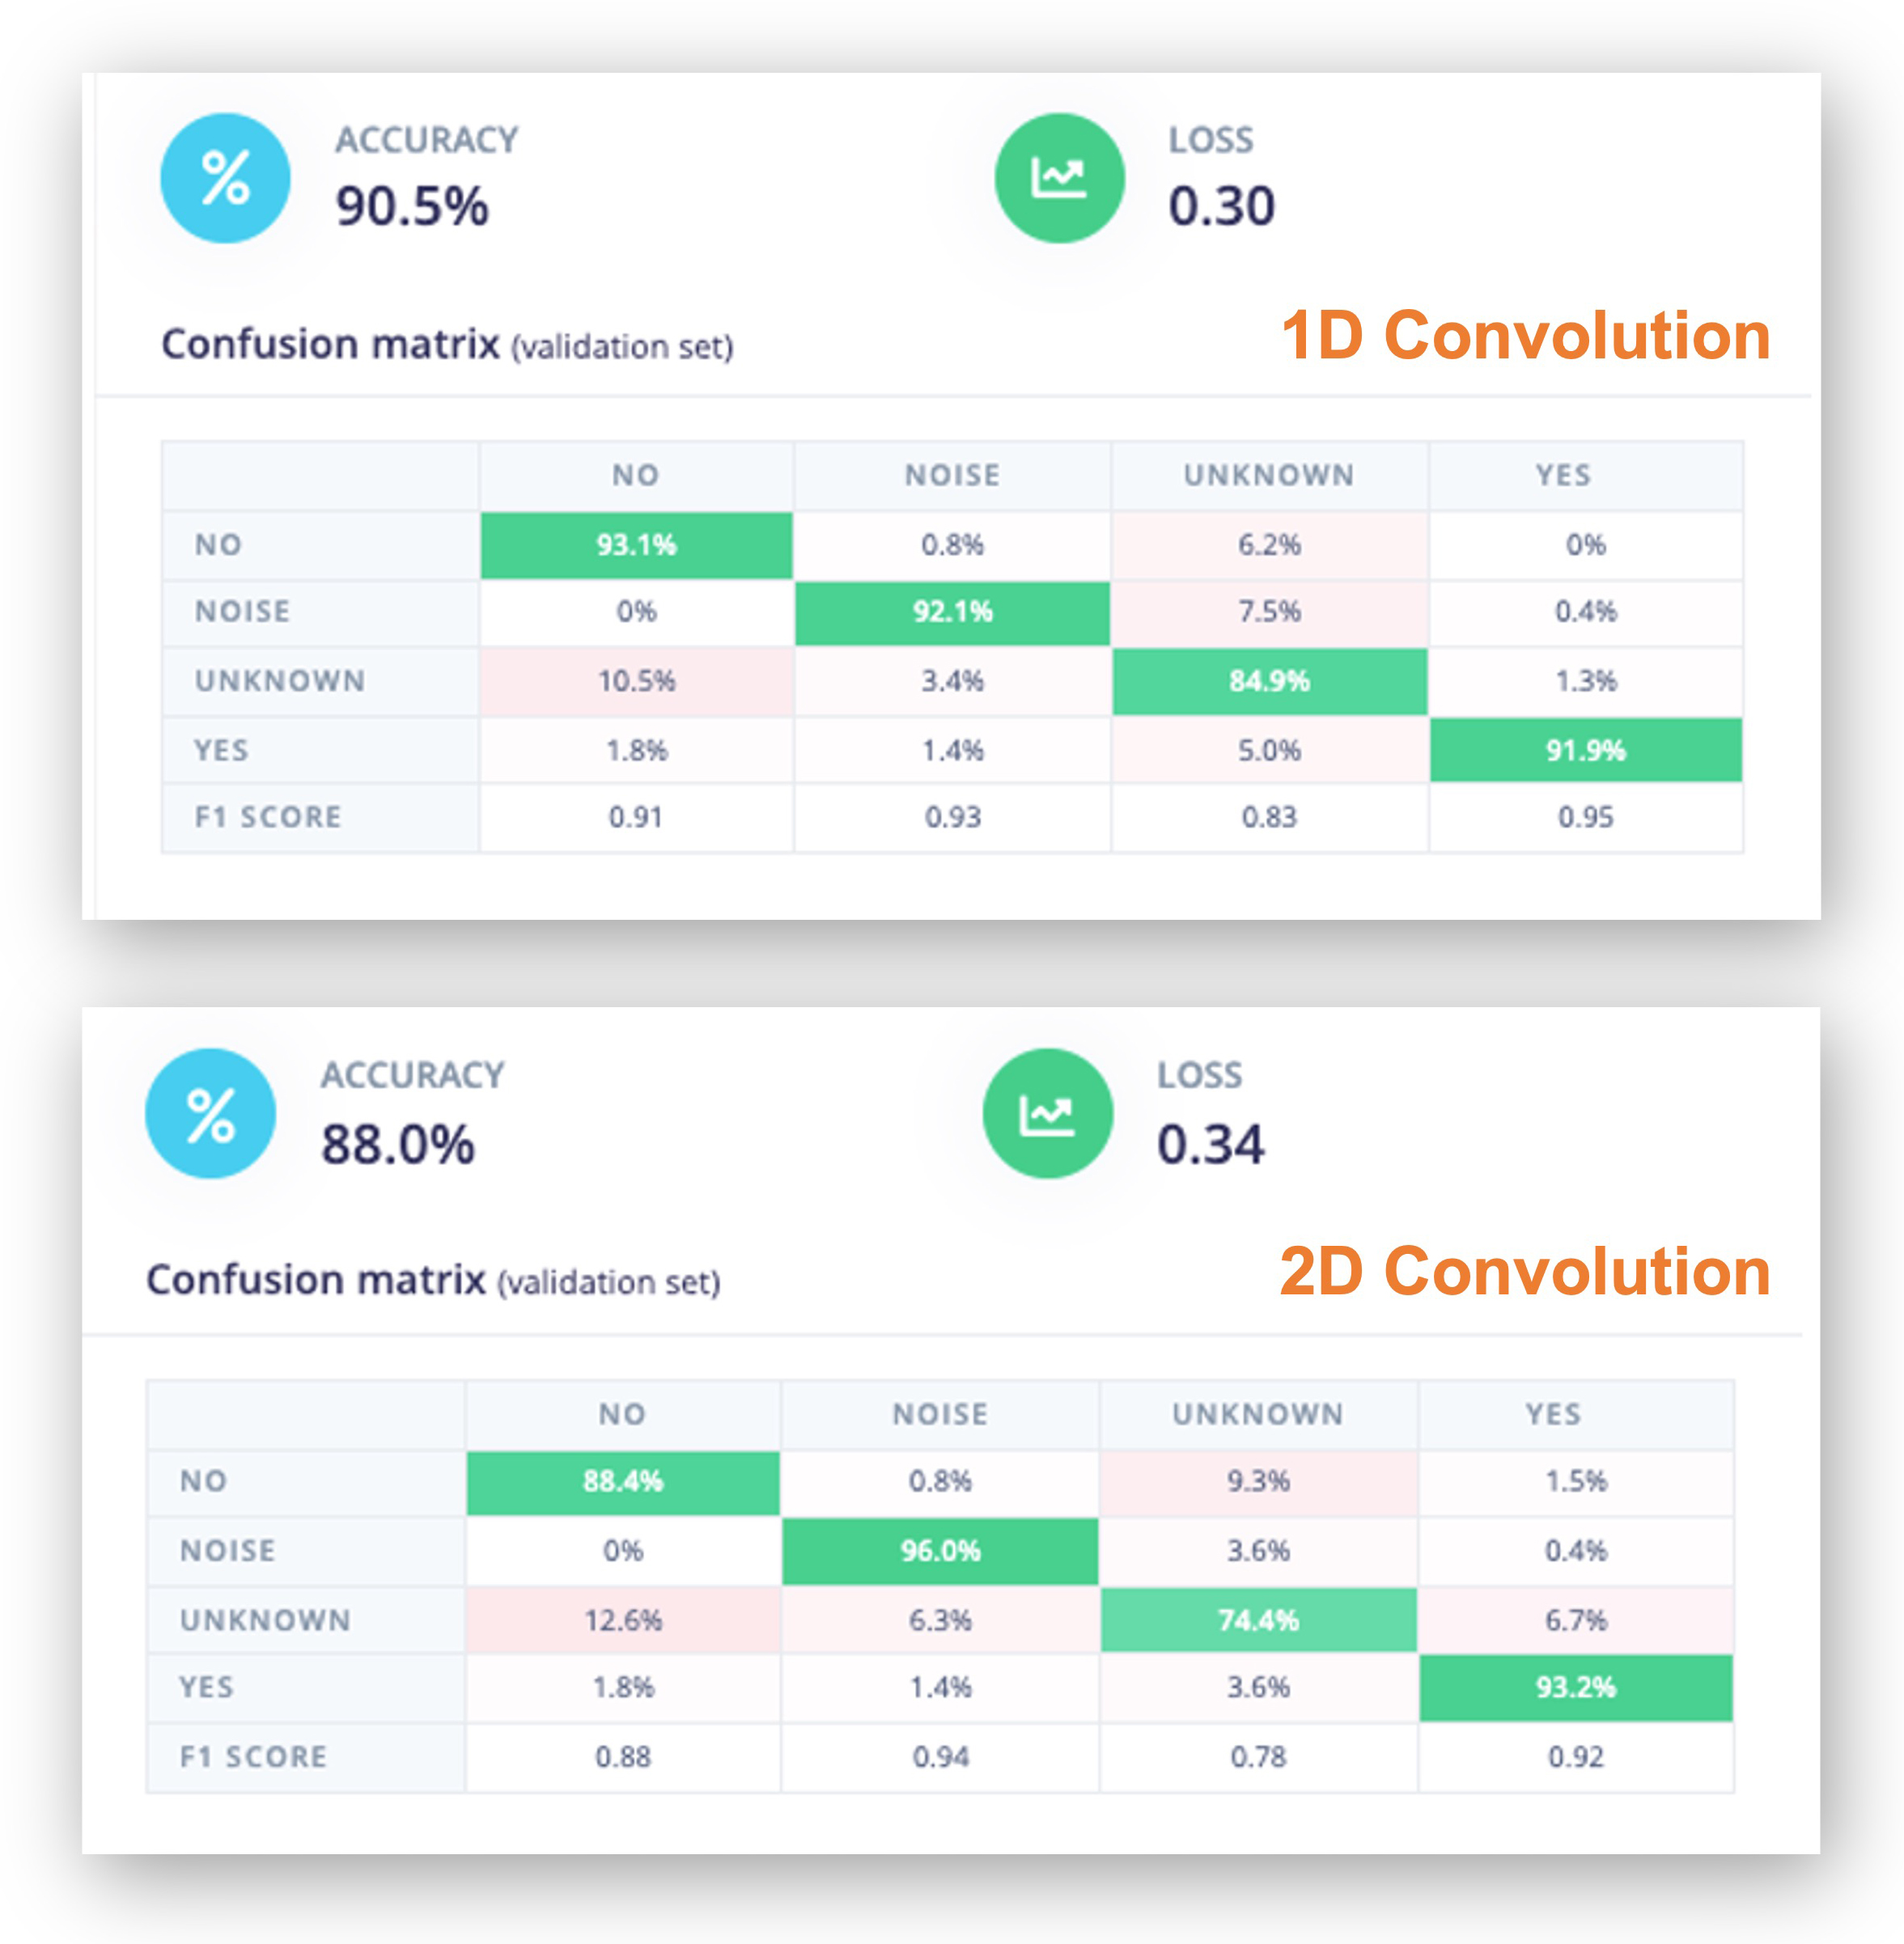 ACCURACY
90.5%
LOSS
0.30
Confusion matrix (validation set)
1D Convolution
NO NOISE UNKNOWN YES
NO 93.1% 0.8% 6.2% 0%
NOISE 0% 92.1% 7.5% 0.4%
UNKNOWN 10.5% 3.4% 84.9% 1.3%
YES 1.8% 1.4% 5.0% 91.9%
F1 SCORE 0.91 0.93 0.83 0.95
ACCURACY
88.0%
LOSS
0.34
Confusion matrix (validation set)
2D Convolution
NO NOISE UNKNOWN YES
NO 88.4% 0.8% 9.3% 1.5%
NOISE 0% 96.0% 3.6% 0.4%
UNKNOWN 12.6% 6.3% 74.4% 6.7%
YES 1.8% 1.4% 3.6% 93.2%
F1 SCORE 0.88 0.94 0.78 0.92